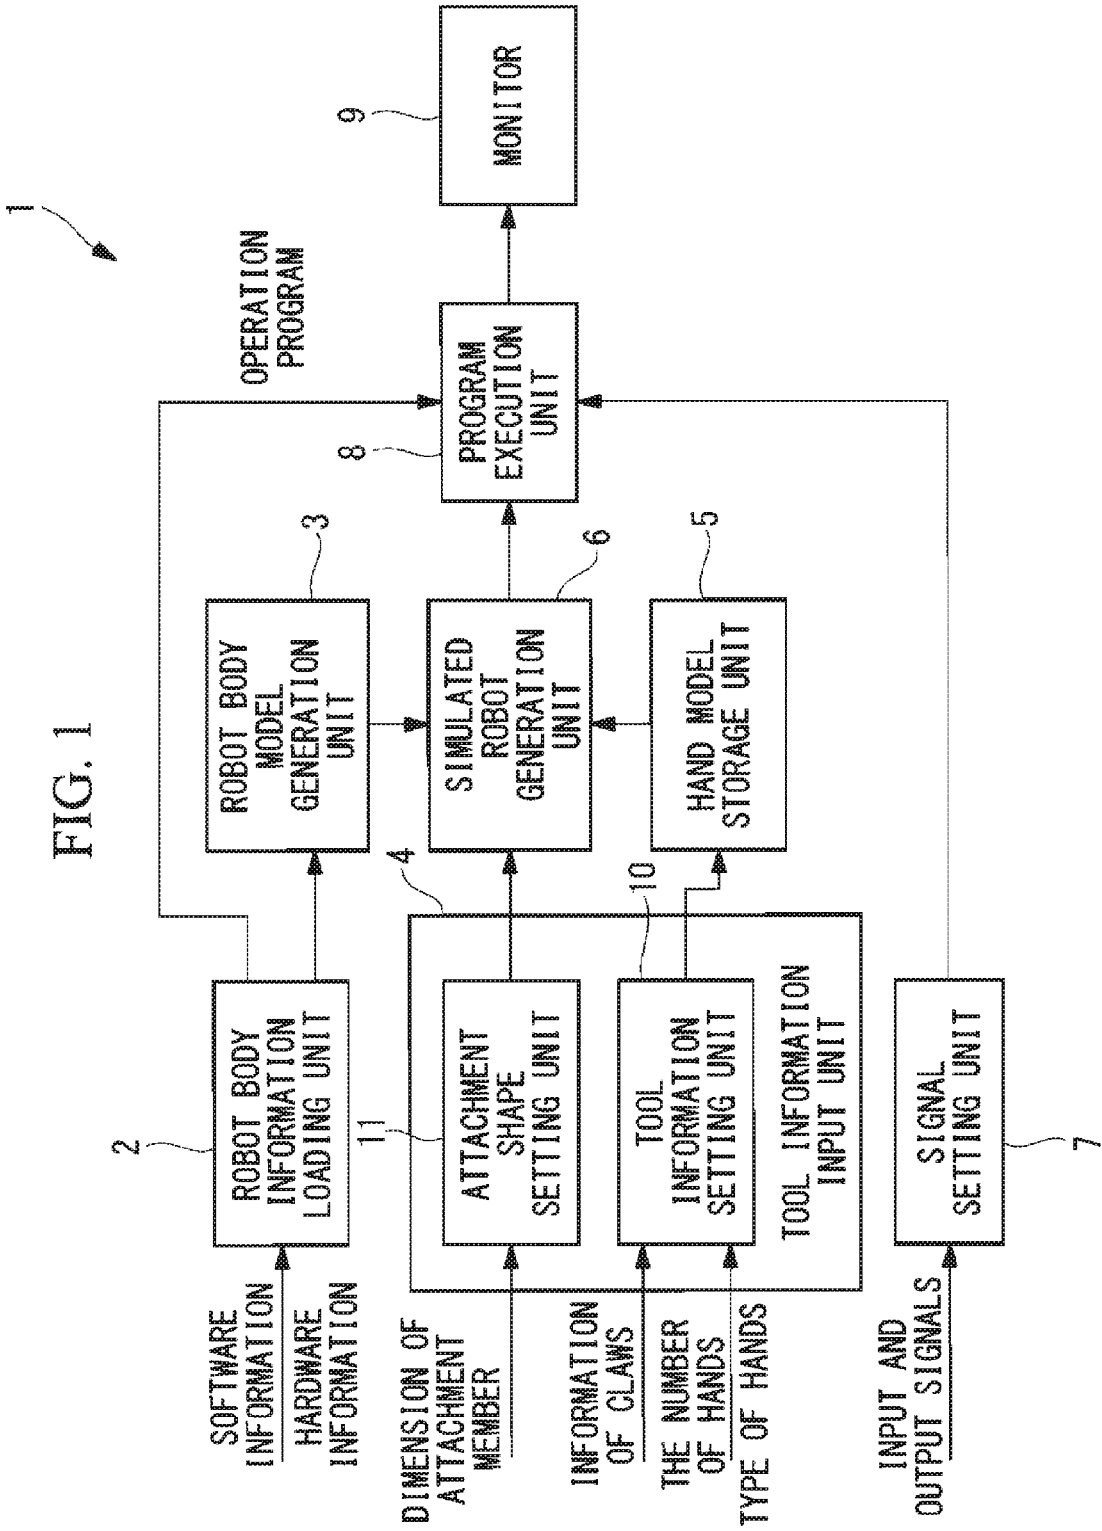 FIG. 1
1
SOFTWARE
INFORMATION
HARDWARE
INFORMATION
2
ROBOT BODY
INFORMATION
LOADING UNIT
ROBOT BODY
MODEL
GENERATION
UNIT
3
OPERATION
PROGRAM
DIMENSION OF
ATTACHMENT
MEMBER
11
ATTACHMENT
SHAPE
SETTING UNIT
4
SIMULATED
ROBOT
GENERATION
UNIT
6
8
PROGRAM
EXECUTION
UNIT
9
MONITOR
INFORMATION
OF CLAWS
THE NUMBER
OF HANDS
TYPE OF HANDS
TOOL
INFORMATION
SETTING UNIT
10
TOOL INFORMATION
INPUT UNIT
HAND MODEL
STORAGE UNIT
5
INPUT AND
OUTPUT SIGNALS
SIGNAL
SETTING UNIT
7